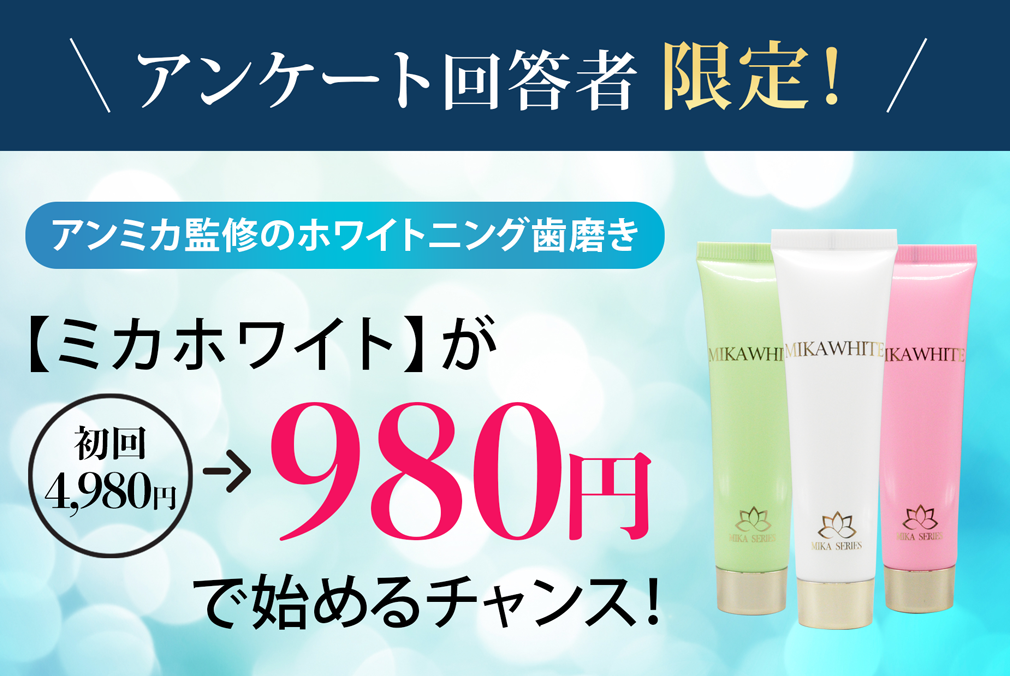 アンケート回答者 限定!
アンミカ監修のホワイトニング歯磨き
【ミカホワイト】が
初回
4,980円
→
980円
で始めるチャンス!
MIKAWHI
MIKAWHITE
IKAWHITE
MIKA SERIES
MIKA SERIES
MIKA SERIES